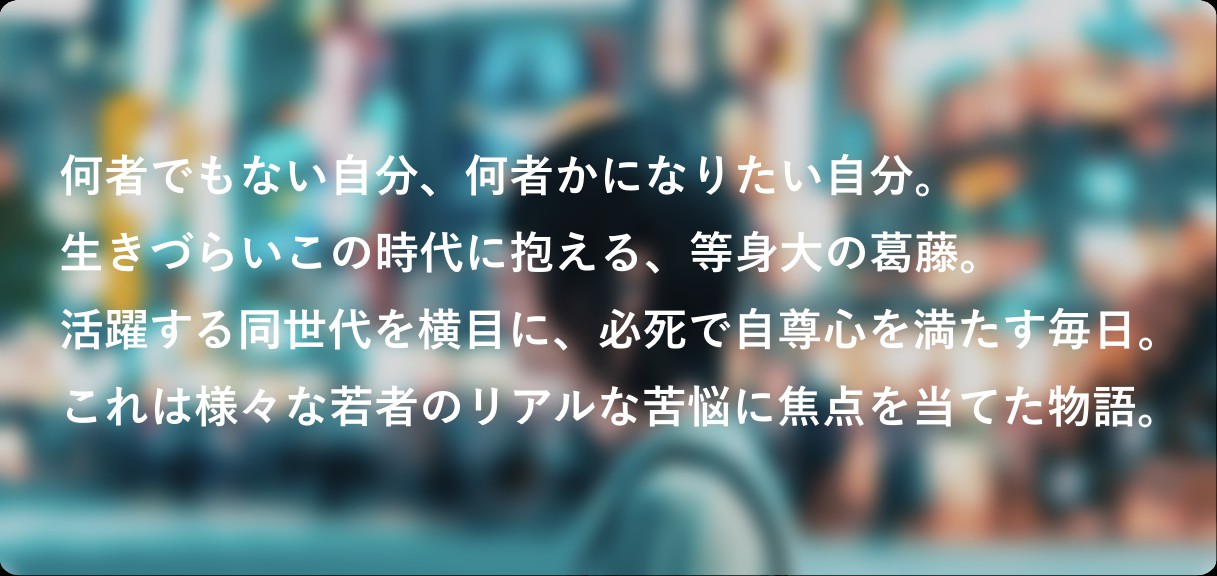 何者でもない自分、何者かになりたい自分。
生きづらいこの時代に抱える、等身大の葛藤。
活躍する同世代を横目に、必死で自尊心を満たす毎日。
これは様々な若者のリアルな苦悩に焦点を当てた物語。